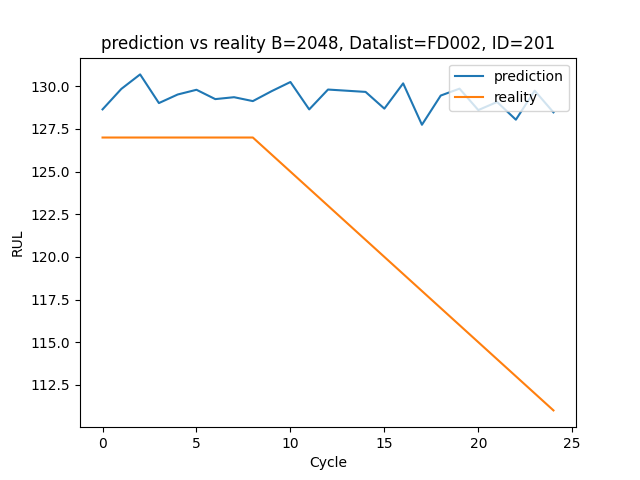 prediction vs reality B=2048, Datalist=FD002, ID=201
prediction
reality
130.0
127.5
125.0
122.5
120.0
117.5
115.0
112.5
RUL
0 5 10 15 20 25
Cycle